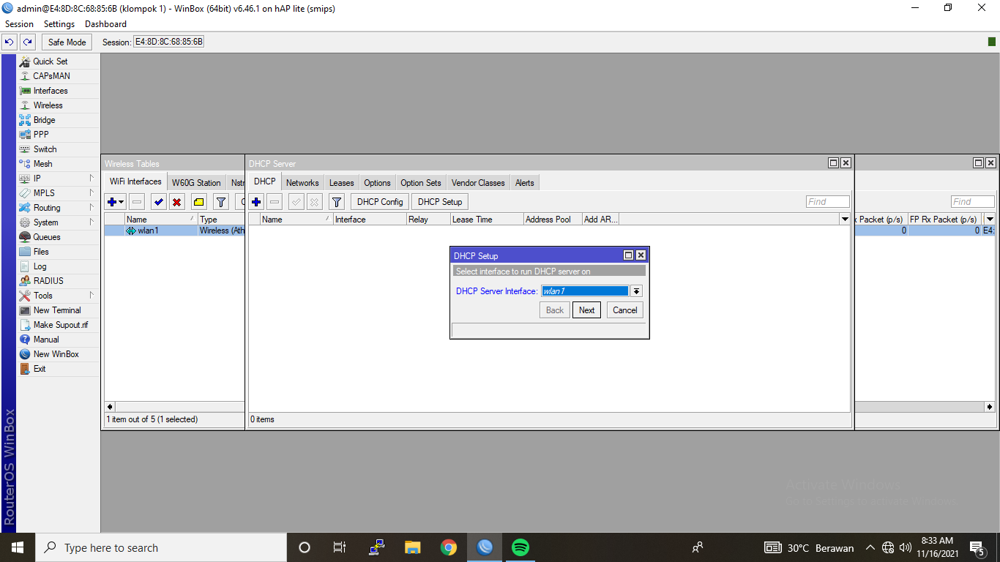 admin@E4:8D:8C:68:85:6B (klompok 1) - WinBox (64bit) v6.46.1 on hAP lite (smips)
Session Settings Dashboard
Safe Mode Session: E4:8D:8C:68:85:6B
Quick Set
CAPsMAN
Interfaces
Wireless
Bridge
PPP
Switch
Mesh
IP
MPLS
Routing
System
Queues
Files
Log
RADIUS
Tools
New Terminal
Make Supout.rif
Manual
New WinBox
Exit
RouterOS WinBox
Wireless Tables
WiFi Interfaces W60G Station Nstr
Name Type
wlan1 Wireless (Ath
1 item out of 5 (1 selected)
DHCP Server
DHCP Networks Leases Options Option Sets Vendor Classes Alerts
DHCP Config DHCP Setup Find
Name Interface Relay Lease Time Address Pool Add AR...
0 items
DHCP Setup
Select interface to run DHCP server on
DHCP Server Interface: wlan1
Back Next Cancel
Find
x Packet (p/s) FP Rx Packet (p/s)
0 0 E4:
Activate Windows
Go to Settings to activate Windows.
Type here to search
30°C Berawan
8:33 AM
11/16/2021
5